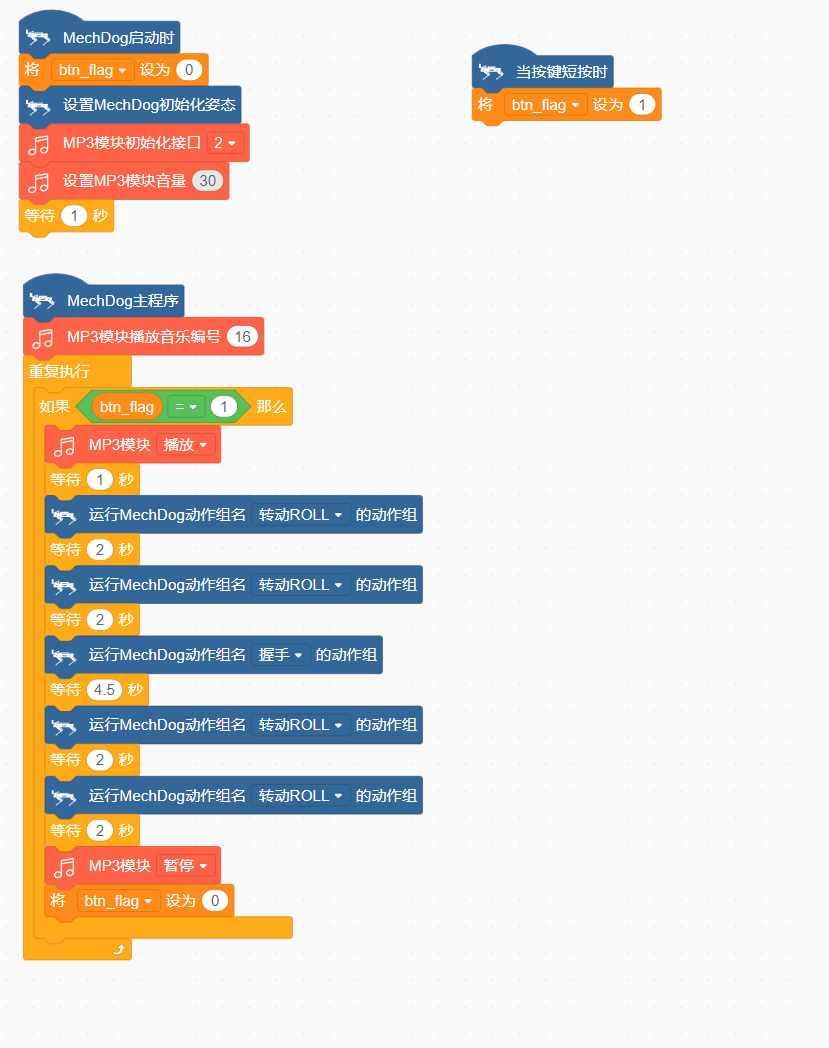 MechDog启动时
将 btn_flag 设为 0
设置MechDog初始化姿态
MP3模块初始化接口 2
设置MP3模块音量 30
等待 1 秒
当按键短按时
将 btn_flag 设为 1
MechDog主程序
MP3模块播放音乐编号 16
重复执行
如果 btn_flag = 1 那么
MP3模块 播放
等待 1 秒
运行MechDog动作组名 转动ROLL 的动作组
等待 2 秒
运行MechDog动作组名 转动ROLL 的动作组
等待 2 秒
运行MechDog动作组名 握手 的动作组
等待 4.5 秒
运行MechDog动作组名 转动ROLL 的动作组
等待 2 秒
运行MechDog动作组名 转动ROLL 的动作组
等待 2 秒
MP3模块 暂停
将 btn_flag 设为 0